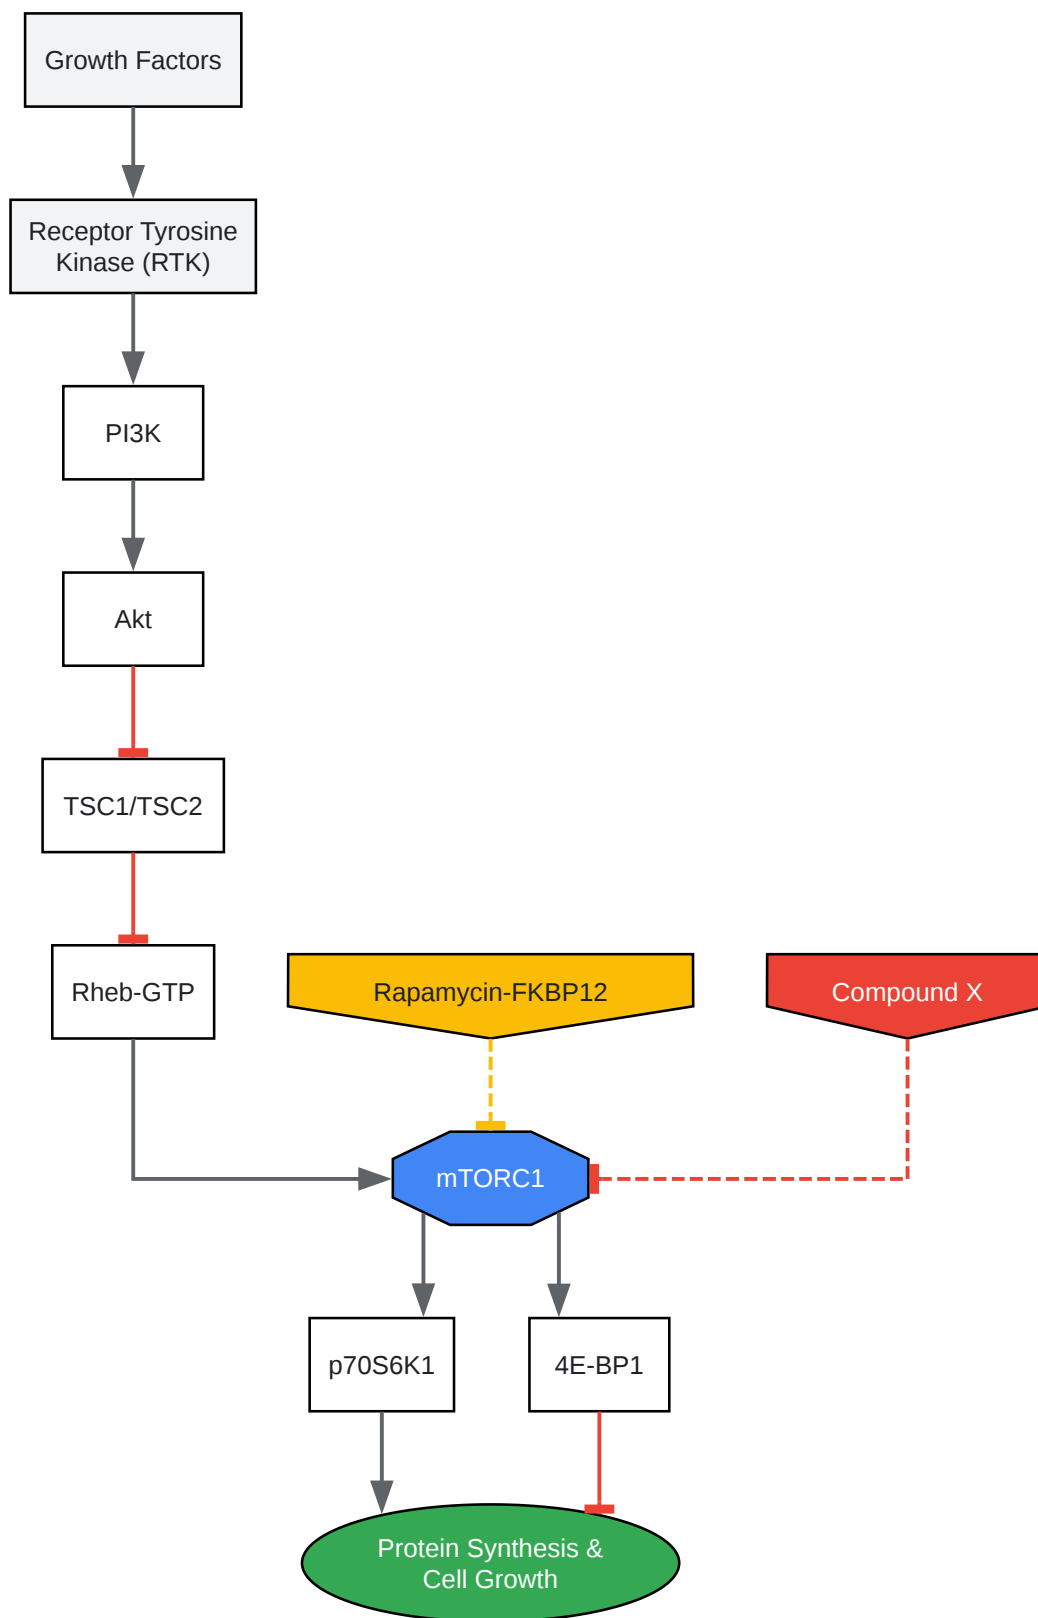 Growth Factors
Receptor Tyrosine
Kinase (RTK)
PI3K
Akt
TSC1/TSC2
Rheb-GTP
Rapamycin-FKBP12
Compound X
mTORC1
p70S6K1
4E-BP1
Protein Synthesis &
Cell Growth